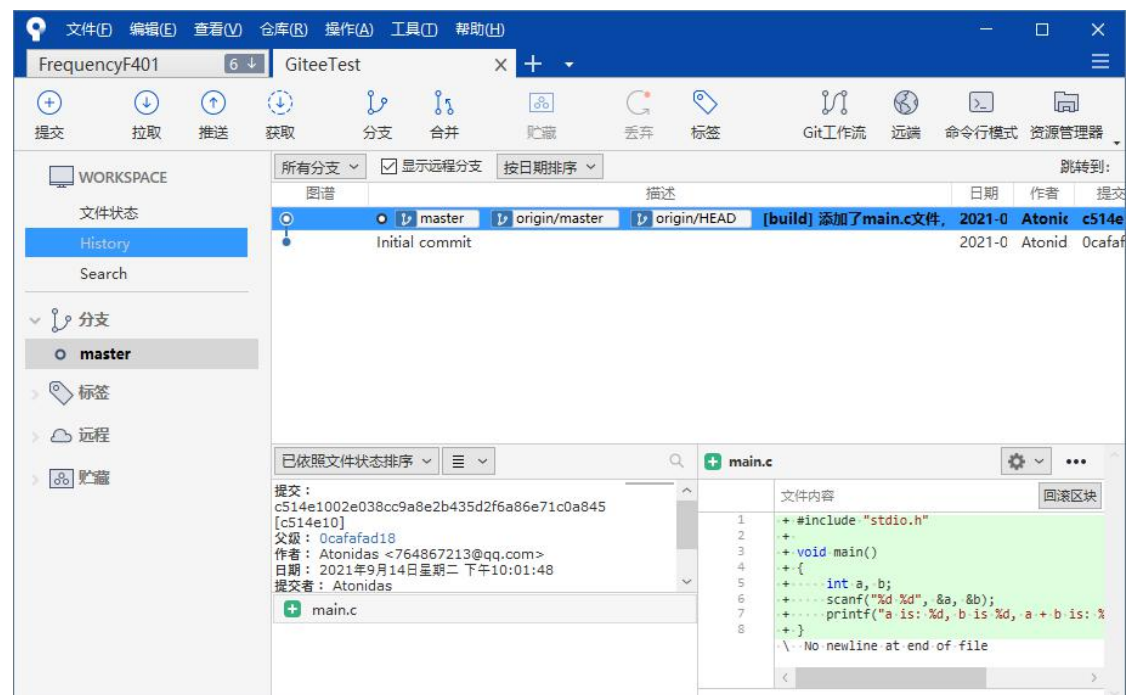 文件(F) 编辑(E) 查看(V) 仓库(R) 操作(A) 工具(T) 帮助(H)
FrequencyF401 6 GiteeTest
提交 拉取 推送 获取 分支 合并 贮藏 丢弃 标签 Git工作流 远端 命令行模式 资源管理器
WORKSPACE
文件状态
History
Search
分支
master
标签
远程
贮藏
所有分支 显示远程分支 按日期排序 跳转到:
图谱 描述 日期 作者 提交
master origin/master origin/HEAD [build] 添加了main.c文件, 2021-0 Atonic c514e
Initial commit 2021-0 Atonid 0cafaf
已依照文件状态排序
提交：
c514e1002e038cc9a8e2b435d2f6a86e71c0a845
[c514e10]
父级： 0cafafad18
作者： Atonidas <764867213@qq.com>
日期： 2021年9月14日星期二 下午10:01:48
提交者： Atonidas
main.c
main.c
文件内容 回滚区块
1 + #include "stdio.h"
2 +
3 + void main()
4 + {
5 + int a, b;
6 + scanf("%d %d", &a, &b);
7 + printf("a is: %d, b is %d, a + b is: %
8 + }
\ No newline at end of file